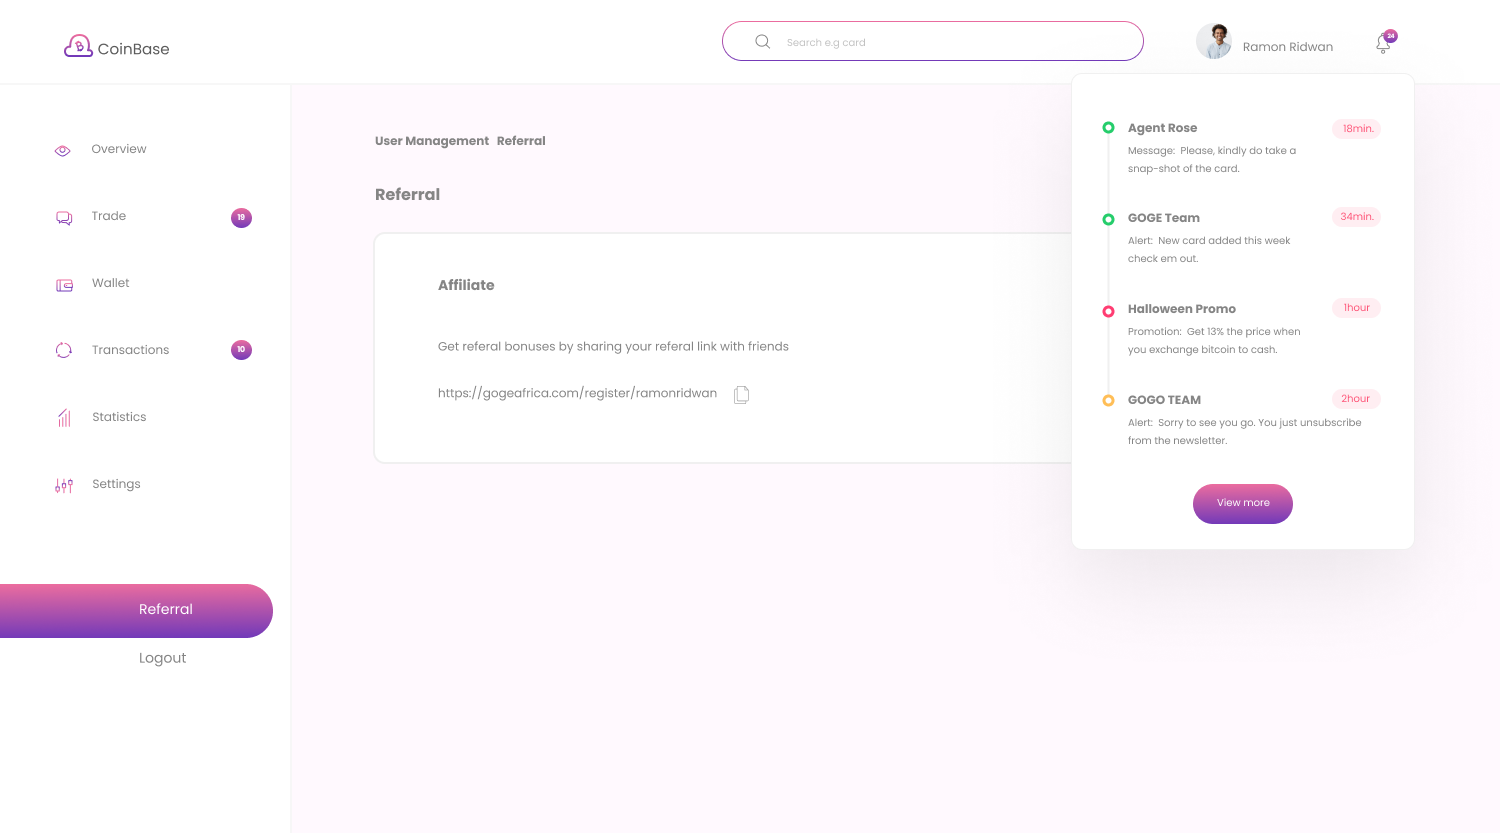 CoinBase
Search e.g card
Ramon Ridwan
24
Overview
Trade
19
Wallet
Transactions
10
Statistics
Settings
Referral
Logout
User Management Referral
Referral
Affiliate
Get referal bonuses by sharing your referal link with friends
https://gogeafrica.com/register/ramonridwan
Agent Rose
18min.
Message: Please, kindly do take a
snap-shot of the card.
GOGE Team
34min.
Alert: New card added this week
check em out.
Halloween Promo
1hour
Promotion: Get 13% the price when
you exchange bitcoin to cash.
GOGO TEAM
2hour
Alert: Sorry to see you go. You just unsubscribe
from the newsletter.
View more